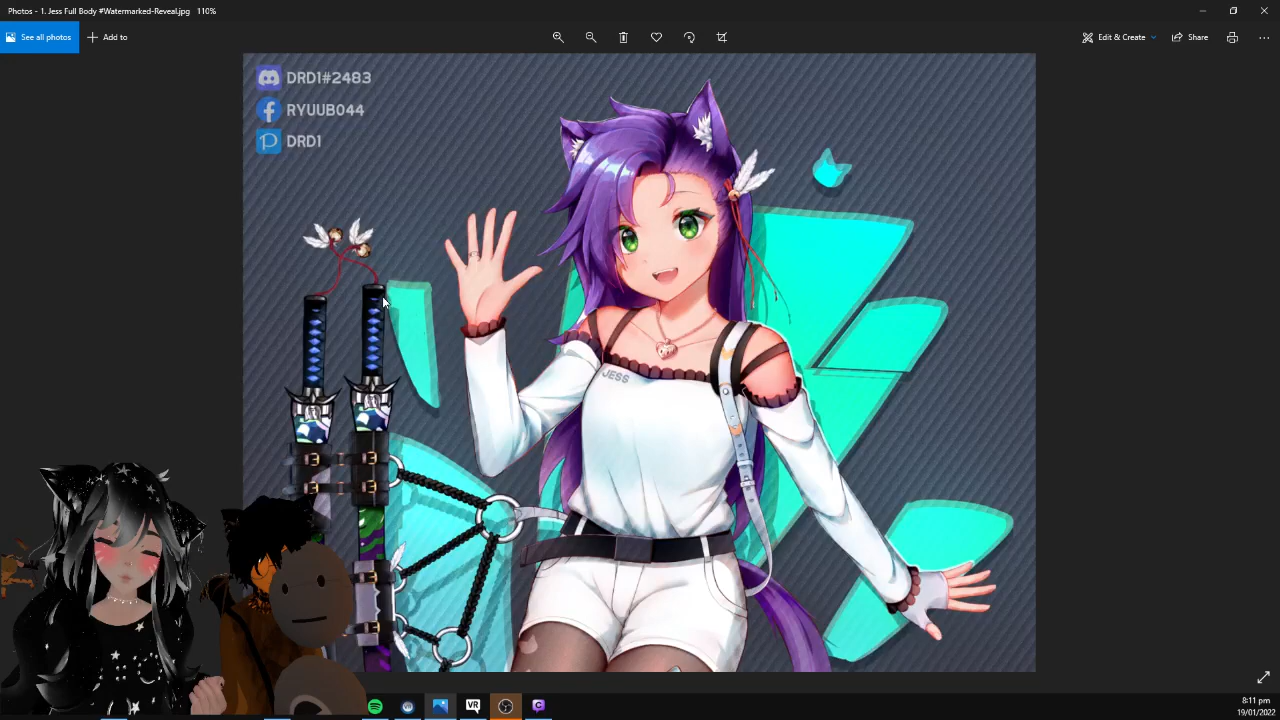 Photos - 1. Jess Full Body #Watermarked-Reveal.jpg 110%
See all photos
Add to
Edit & Create
Share
DRD1#2483
RYUUB044
DRD1
JESS
VR
8:11 pm
19/01/2022